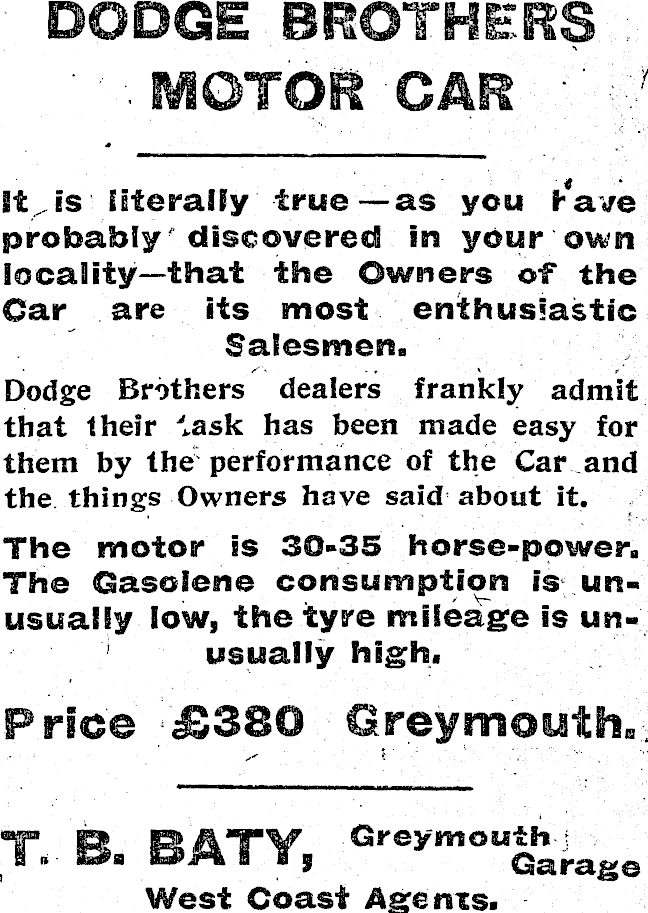 DODGE BROTHERS
MOTOR CAR
It is literally true—as you have
probably discovered in your own
locality—that the Owners of the
Car are its most enthusiastic
Salesmen.
Dodge Brothers dealers frankly admit
that their task has been made easy for
them by the performance of the Car and
the things Owners have said about it.
The motor is 30-35 horse-power.
The Gasolene consumption is un-
usually low, the tyre mileage is un-
usually high.
Price £380 Greymouth.
T. B. BATY, Greymouth
Garage
West Coast Agents.